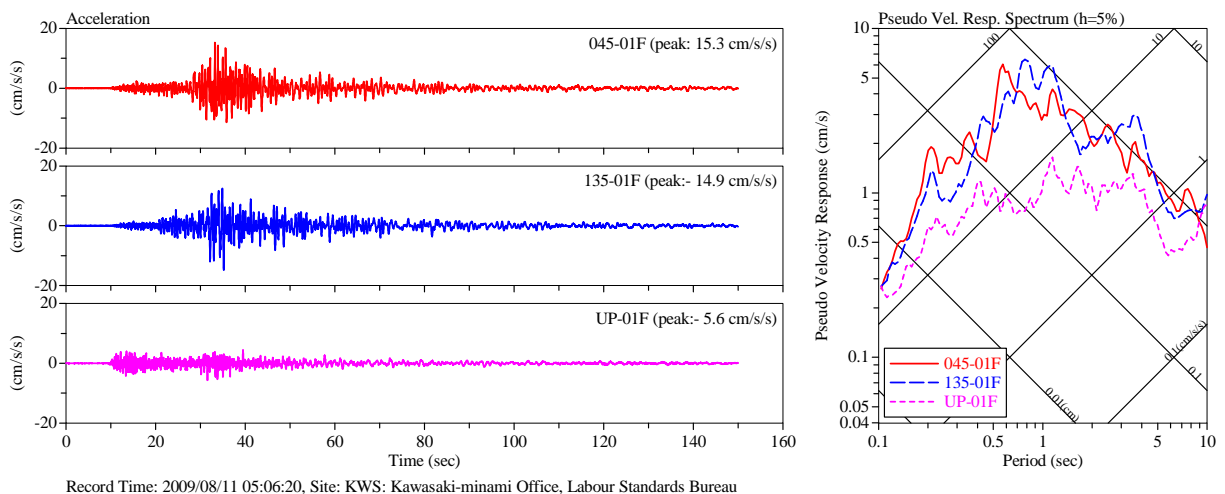 Acceleration
20
0
-20
(cm/s/s)
045-01F (peak: 15.3 cm/s/s)
20
0
-20
(cm/s/s)
135-01F (peak:- 14.9 cm/s/s)
20
0
-20
(cm/s/s)
UP-01F (peak:- 5.6 cm/s/s)
0 20 40 60 80 100 120 140 160
Time (sec)
Record Time: 2009/08/11 05:06:20, Site: KWS: Kawasaki-minami Office, Labour Standards Bureau
Pseudo Vel. Resp. Spectrum (h=5%)
Pseudo Velocity Response (cm/s)
10
5
1
0.5
0.1
0.05
0.04
100
10
10
1
0.1(cm/s/s)
0.1
0.01(cm)
045-01F
135-01F
UP-01F
0.1 0.5 1 5 10
Period (sec)